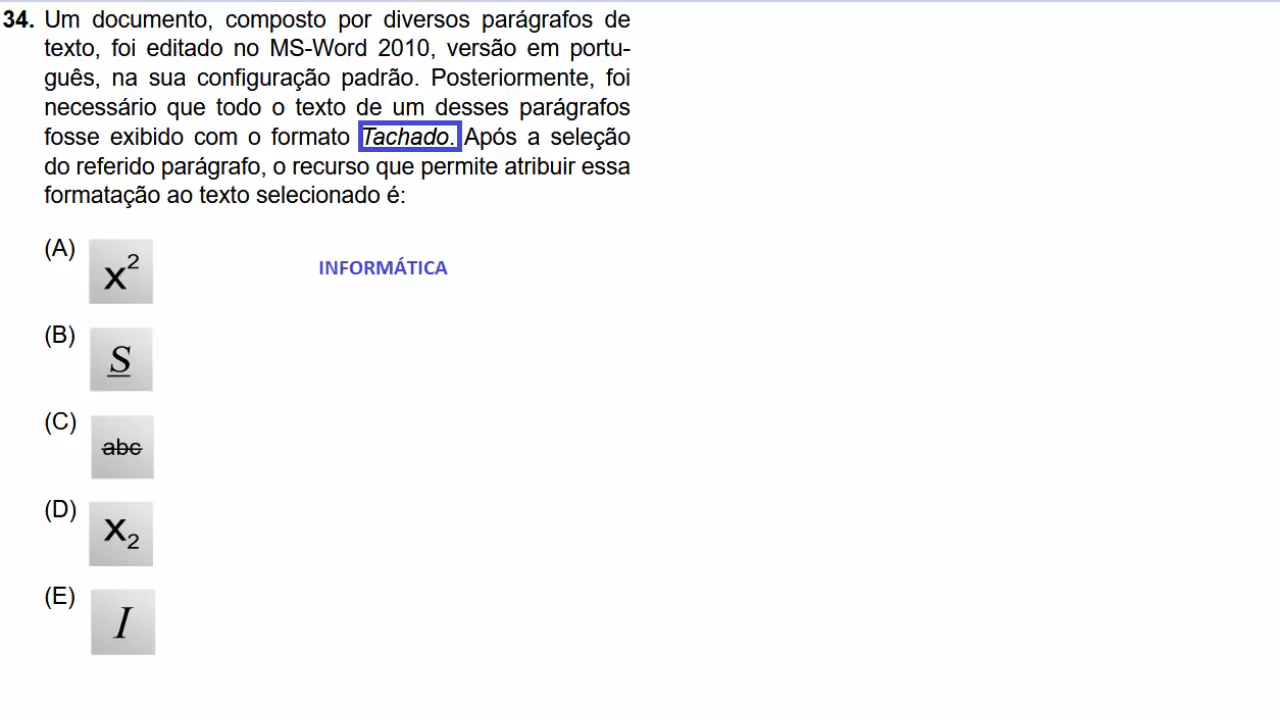 34. Um documento, composto por diversos parágrafos de
texto, foi editado no MS-Word 2010, versão em portu-
guês, na sua configuração padrão. Posteriormente, foi
necessário que todo o texto de um desses parágrafos
fosse exibido com o formato Tachado. Após a seleção
do referido parágrafo, o recurso que permite atribuir essa
formatação ao texto selecionado é:
(A) x²
INFORMÁTICA
(B) S
(C) abc
(D) x₂
(E) I